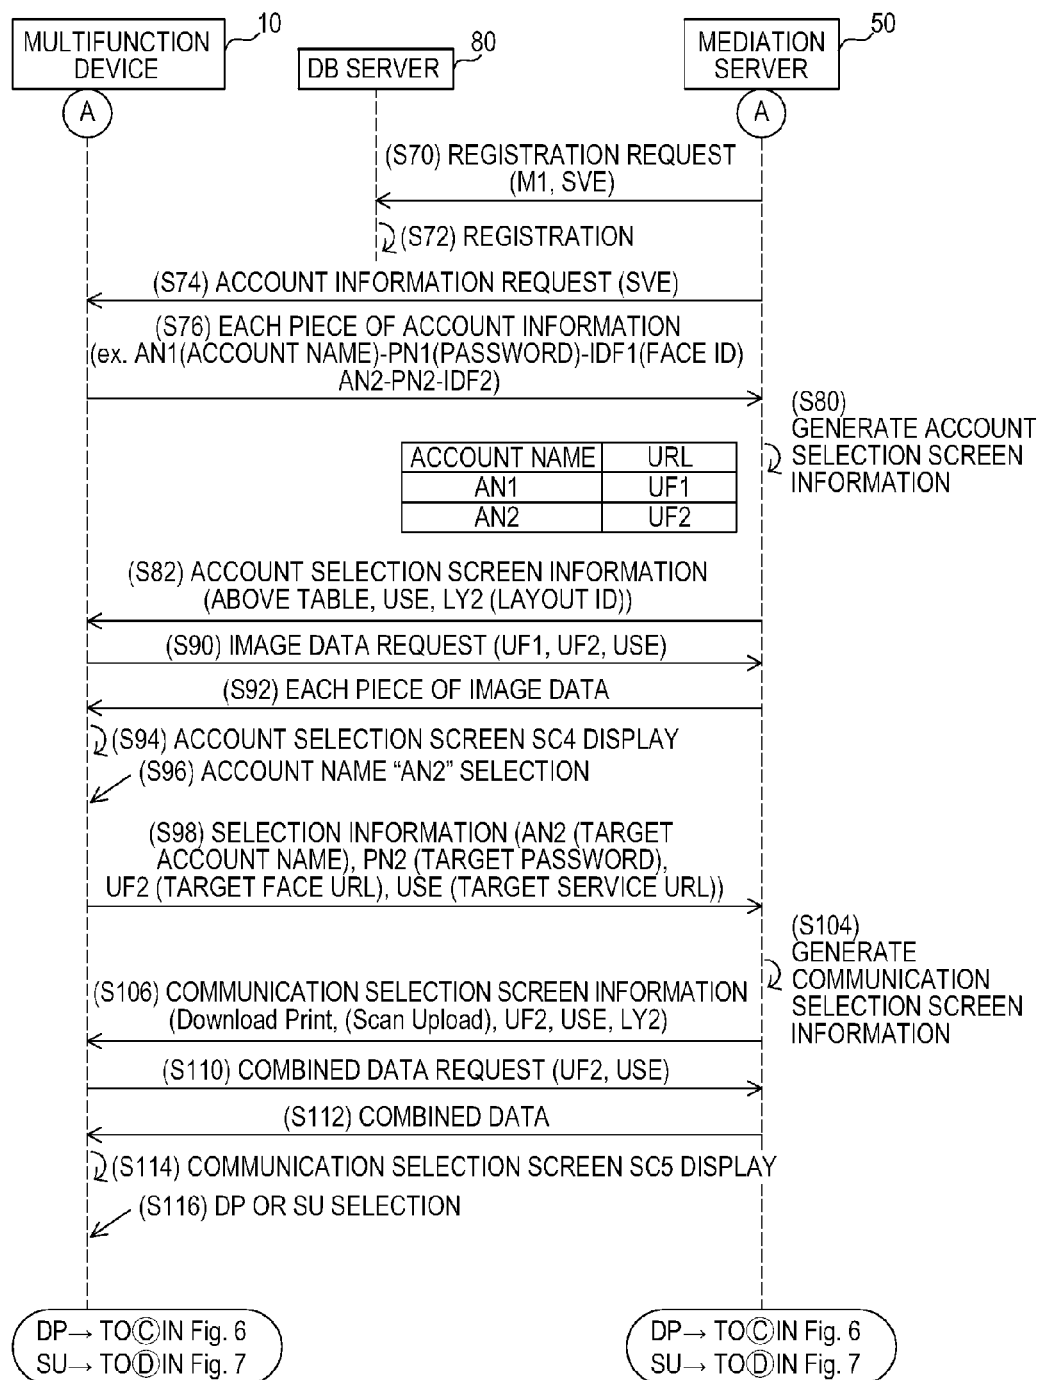 MULTIFUNCTION
DEVICE
10
DB SERVER
80
MEDIATION
SERVER
50
A
A
(S70) REGISTRATION REQUEST
(M1, SVE)
(S72) REGISTRATION
(S74) ACCOUNT INFORMATION REQUEST (SVE)
(S76) EACH PIECE OF ACCOUNT INFORMATION
(ex. AN1(ACCOUNT NAME)-PN1(PASSWORD)-IDF1(FACE ID)
AN2-PN2-IDF2)
(S80)
GENERATE ACCOUNT
SELECTION SCREEN
INFORMATION
ACCOUNT NAME URL
AN1 UF1
AN2 UF2
(S82) ACCOUNT SELECTION SCREEN INFORMATION
(ABOVE TABLE, USE, LY2 (LAYOUT ID))
(S90) IMAGE DATA REQUEST (UF1, UF2, USE)
(S92) EACH PIECE OF IMAGE DATA
(S94) ACCOUNT SELECTION SCREEN SC4 DISPLAY
(S96) ACCOUNT NAME “AN2” SELECTION
(S98) SELECTION INFORMATION (AN2 (TARGET
ACCOUNT NAME), PN2 (TARGET PASSWORD),
UF2 (TARGET FACE URL), USE (TARGET SERVICE URL))
(S104)
GENERATE
COMMUNICATION
SELECTION SCREEN
INFORMATION
(S106) COMMUNICATION SELECTION SCREEN INFORMATION
(Download Print, (Scan Upload), UF2, USE, LY2)
(S110) COMBINED DATA REQUEST (UF2, USE)
(S112) COMBINED DATA
(S114) COMMUNICATION SELECTION SCREEN SC5 DISPLAY
(S116) DP OR SU SELECTION
DP→ TO Ⓒ IN Fig. 6
SU→ TO Ⓓ IN Fig. 7
DP→ TO Ⓒ IN Fig. 6
SU→ TO Ⓓ IN Fig. 7